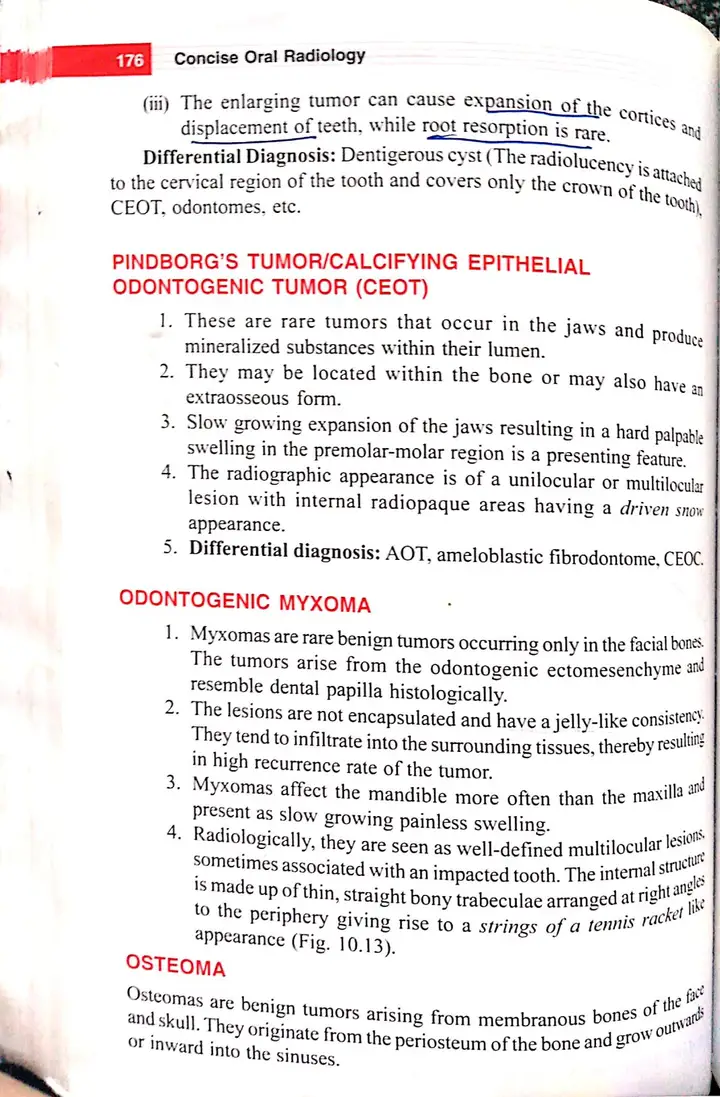 176 Concise Oral Radiology
(iii) The enlarging tumor can cause expansion of the cortices and
displacement of teeth, while root resorption is rare.
Differential Diagnosis: Dentigerous cyst (The radiolucency is attached
to the cervical region of the tooth and covers only the crown of the tooth),
CEOT, odontomes, etc.
PINDBORG'S TUMOR/CALCIFYING EPITHELIAL
ODONTOGENIC TUMOR (CEOT)
1. These are rare tumors that occur in the jaws and produce
mineralized substances within their lumen.
2. They may be located within the bone or may also have an
extraosseous form.
3. Slow growing expansion of the jaws resulting in a hard palpable
swelling in the premolar-molar region is a presenting feature.
4. The radiographic appearance is of a unilocular or multilocular
lesion with internal radiopaque areas having a driven snow
appearance.
5. Differential diagnosis: AOT, ameloblastic fibrodontome, CEOC.
ODONTOGENIC MYXOMA
1. Myxomas are rare benign tumors occurring only in the facial bones.
The tumors arise from the odontogenic ectomesenchyme and
resemble dental papilla histologically.
2. The lesions are not encapsulated and have a jelly-like consistency.
They tend to infiltrate into the surrounding tissues, thereby resulting
in high recurrence rate of the tumor.
3. Myxomas affect the mandible more often than the maxilla and
present as slow growing painless swelling.
4. Radiologically, they are seen as well-defined multilocular lesions,
sometimes associated with an impacted tooth. The internal structure
is made up of thin, straight bony trabeculae arranged at right angles
to the periphery giving rise to a strings of a tennis racket like
appearance (Fig. 10.13).
OSTEOMA
Osteomas are benign tumors arising from membranous bones of the face
and skull. They originate from the periosteum of the bone and grow outwards
or inward into the sinuses.